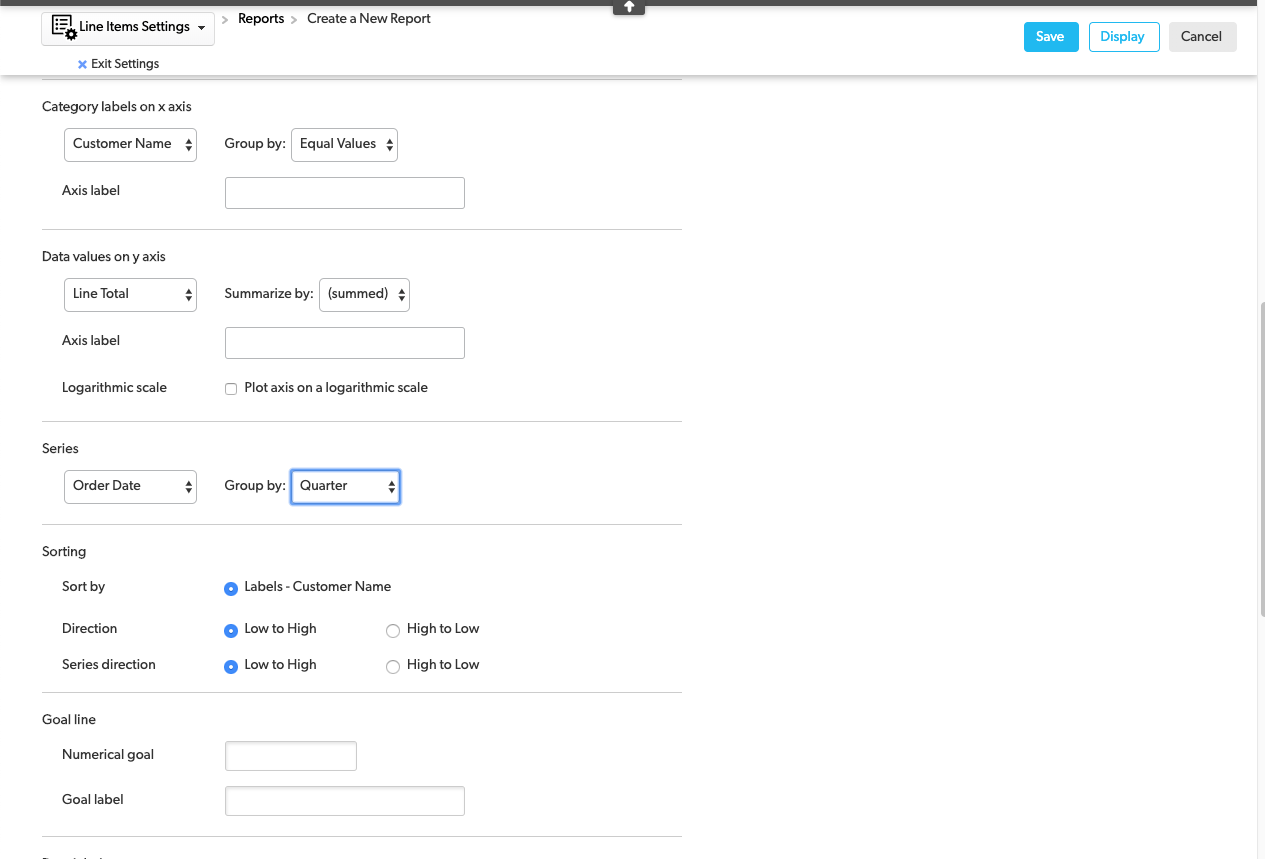 Line Items Settings
Reports
Create a New Report
Save
Display
Cancel
Exit Settings
Category labels on x axis
Customer Name
Group by:
Equal Values
Axis label
Data values on y axis
Line Total
Summarize by:
(summed)
Axis label
Logarithmic scale
Plot axis on a logarithmic scale
Series
Order Date
Group by:
Quarter
Sorting
Sort by
Labels - Customer Name
Direction
Low to High
High to Low
Series direction
Low to High
High to Low
Goal line
Numerical goal
Goal label